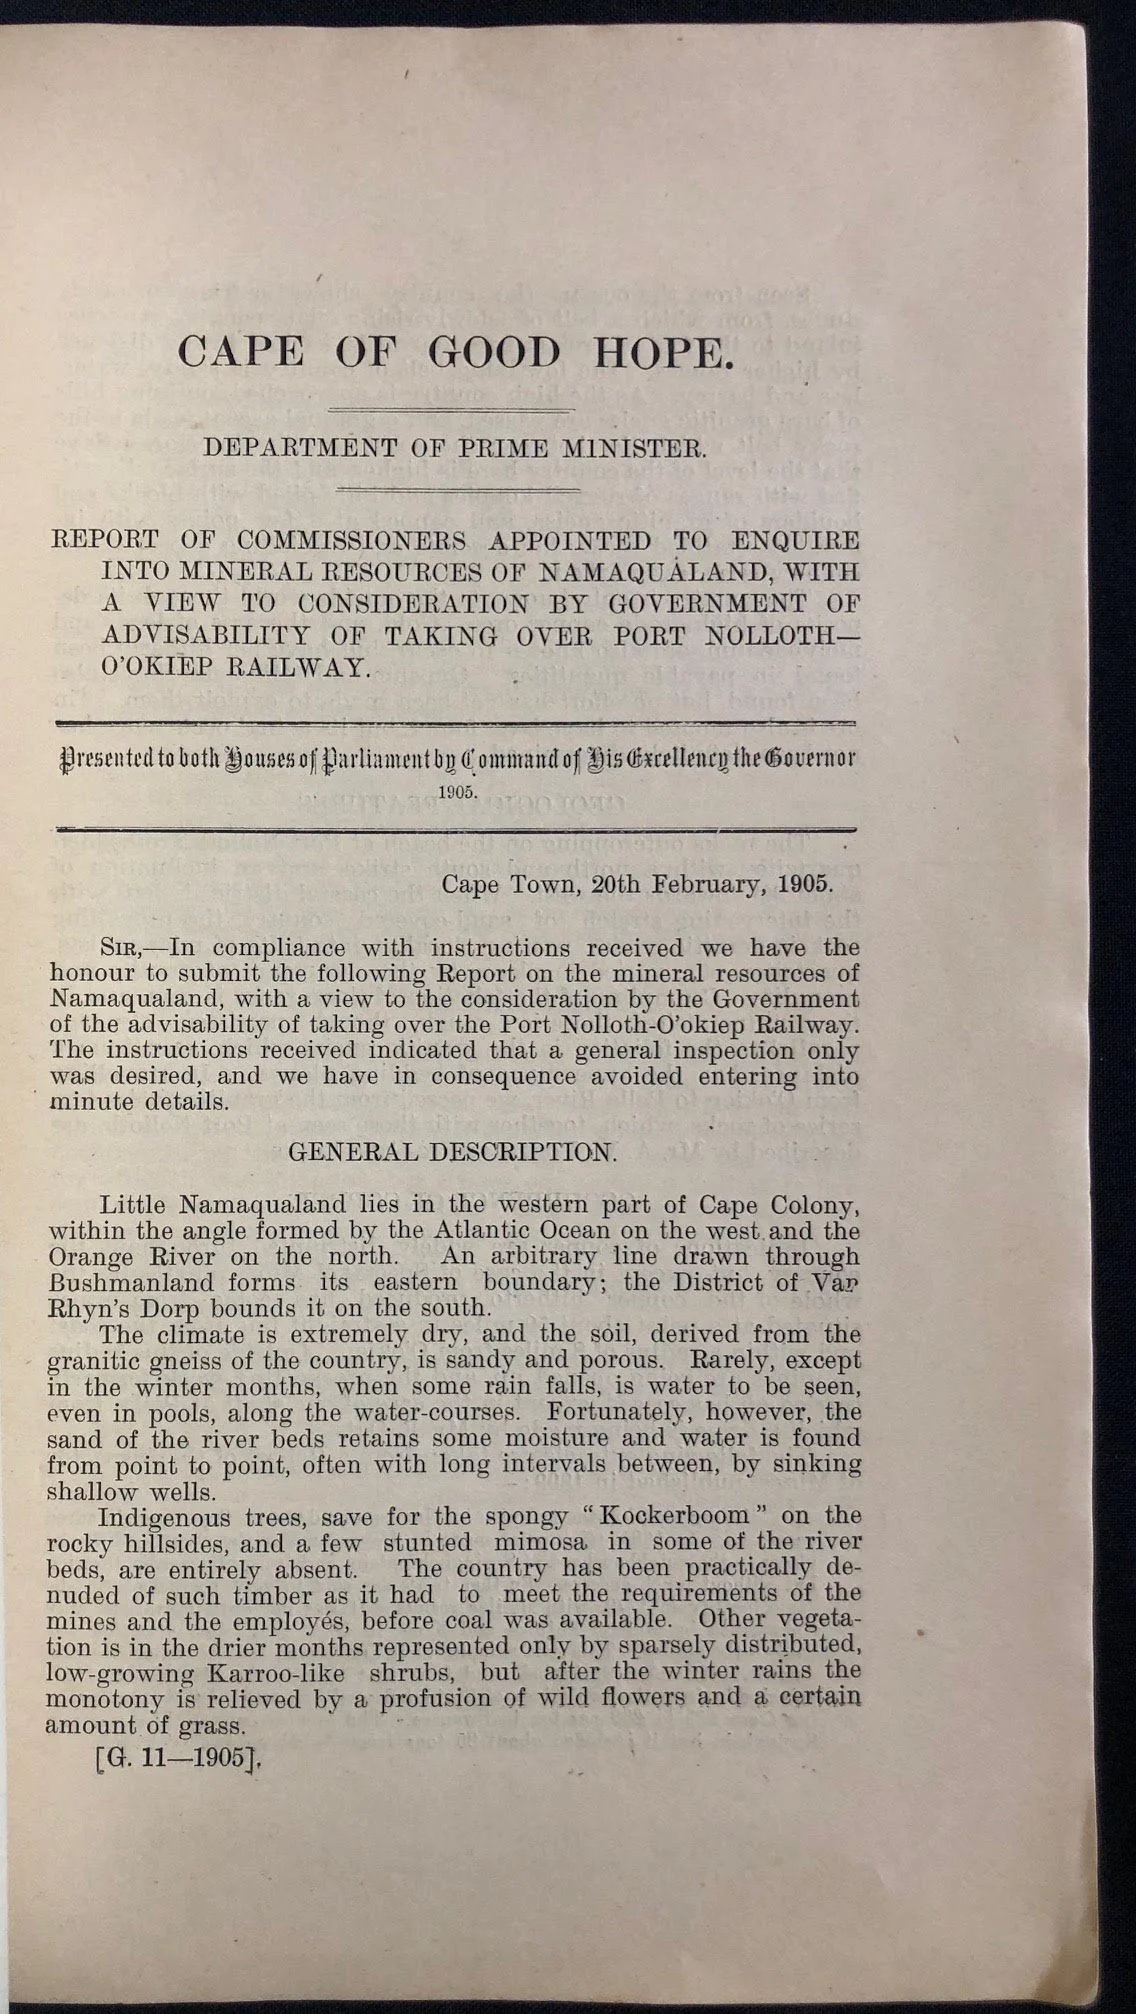 CAPE OF GOOD HOPE.
DEPARTMENT OF PRIME MINISTER.
REPORT OF COMMISSIONERS APPOINTED TO ENQUIRE
INTO MINERAL RESOURCES OF NAMAQUALAND, WITH
A VIEW TO CONSIDERATION BY GOVERNMENT OF
ADVISABILITY OF TAKING OVER PORT NOLLOTH—
O'OKIEP RAILWAY.
Presented to both Houses of Parliament by Command of His Excellency the Governor
1905.
Cape Town, 20th February, 1905.
SIR,—In compliance with instructions received we have the
honour to submit the following Report on the mineral resources of
Namaqualand, with a view to the consideration by the Government
of the advisability of taking over the Port Nolloth-O'okiep Railway.
The instructions received indicated that a general inspection only
was desired, and we have in consequence avoided entering into
minute details.
GENERAL DESCRIPTION.
Little Namaqualand lies in the western part of Cape Colony,
within the angle formed by the Atlantic Ocean on the west and the
Orange River on the north. An arbitrary line drawn through
Bushmanland forms its eastern boundary; the District of Van
Rhyn's Dorp bounds it on the south.
The climate is extremely dry, and the soil, derived from the
granitic gneiss of the country, is sandy and porous. Rarely, except
in the winter months, when some rain falls, is water to be seen,
even in pools, along the water-courses. Fortunately, however, the
sand of the river beds retains some moisture and water is found
from point to point, often with long intervals between, by sinking
shallow wells.
Indigenous trees, save for the spongy "Kockerboom" on the
rocky hillsides, and a few stunted mimosa in some of the river
beds, are entirely absent. The country has been practically de-
nuded of such timber as it had to meet the requirements of the
mines and the employés, before coal was available. Other vegeta-
tion is in the drier months represented only by sparsely distributed,
low-growing Karroo-like shrubs, but after the winter rains the
monotony is relieved by a profusion of wild flowers and a certain
amount of grass.
[G. 11—1905].